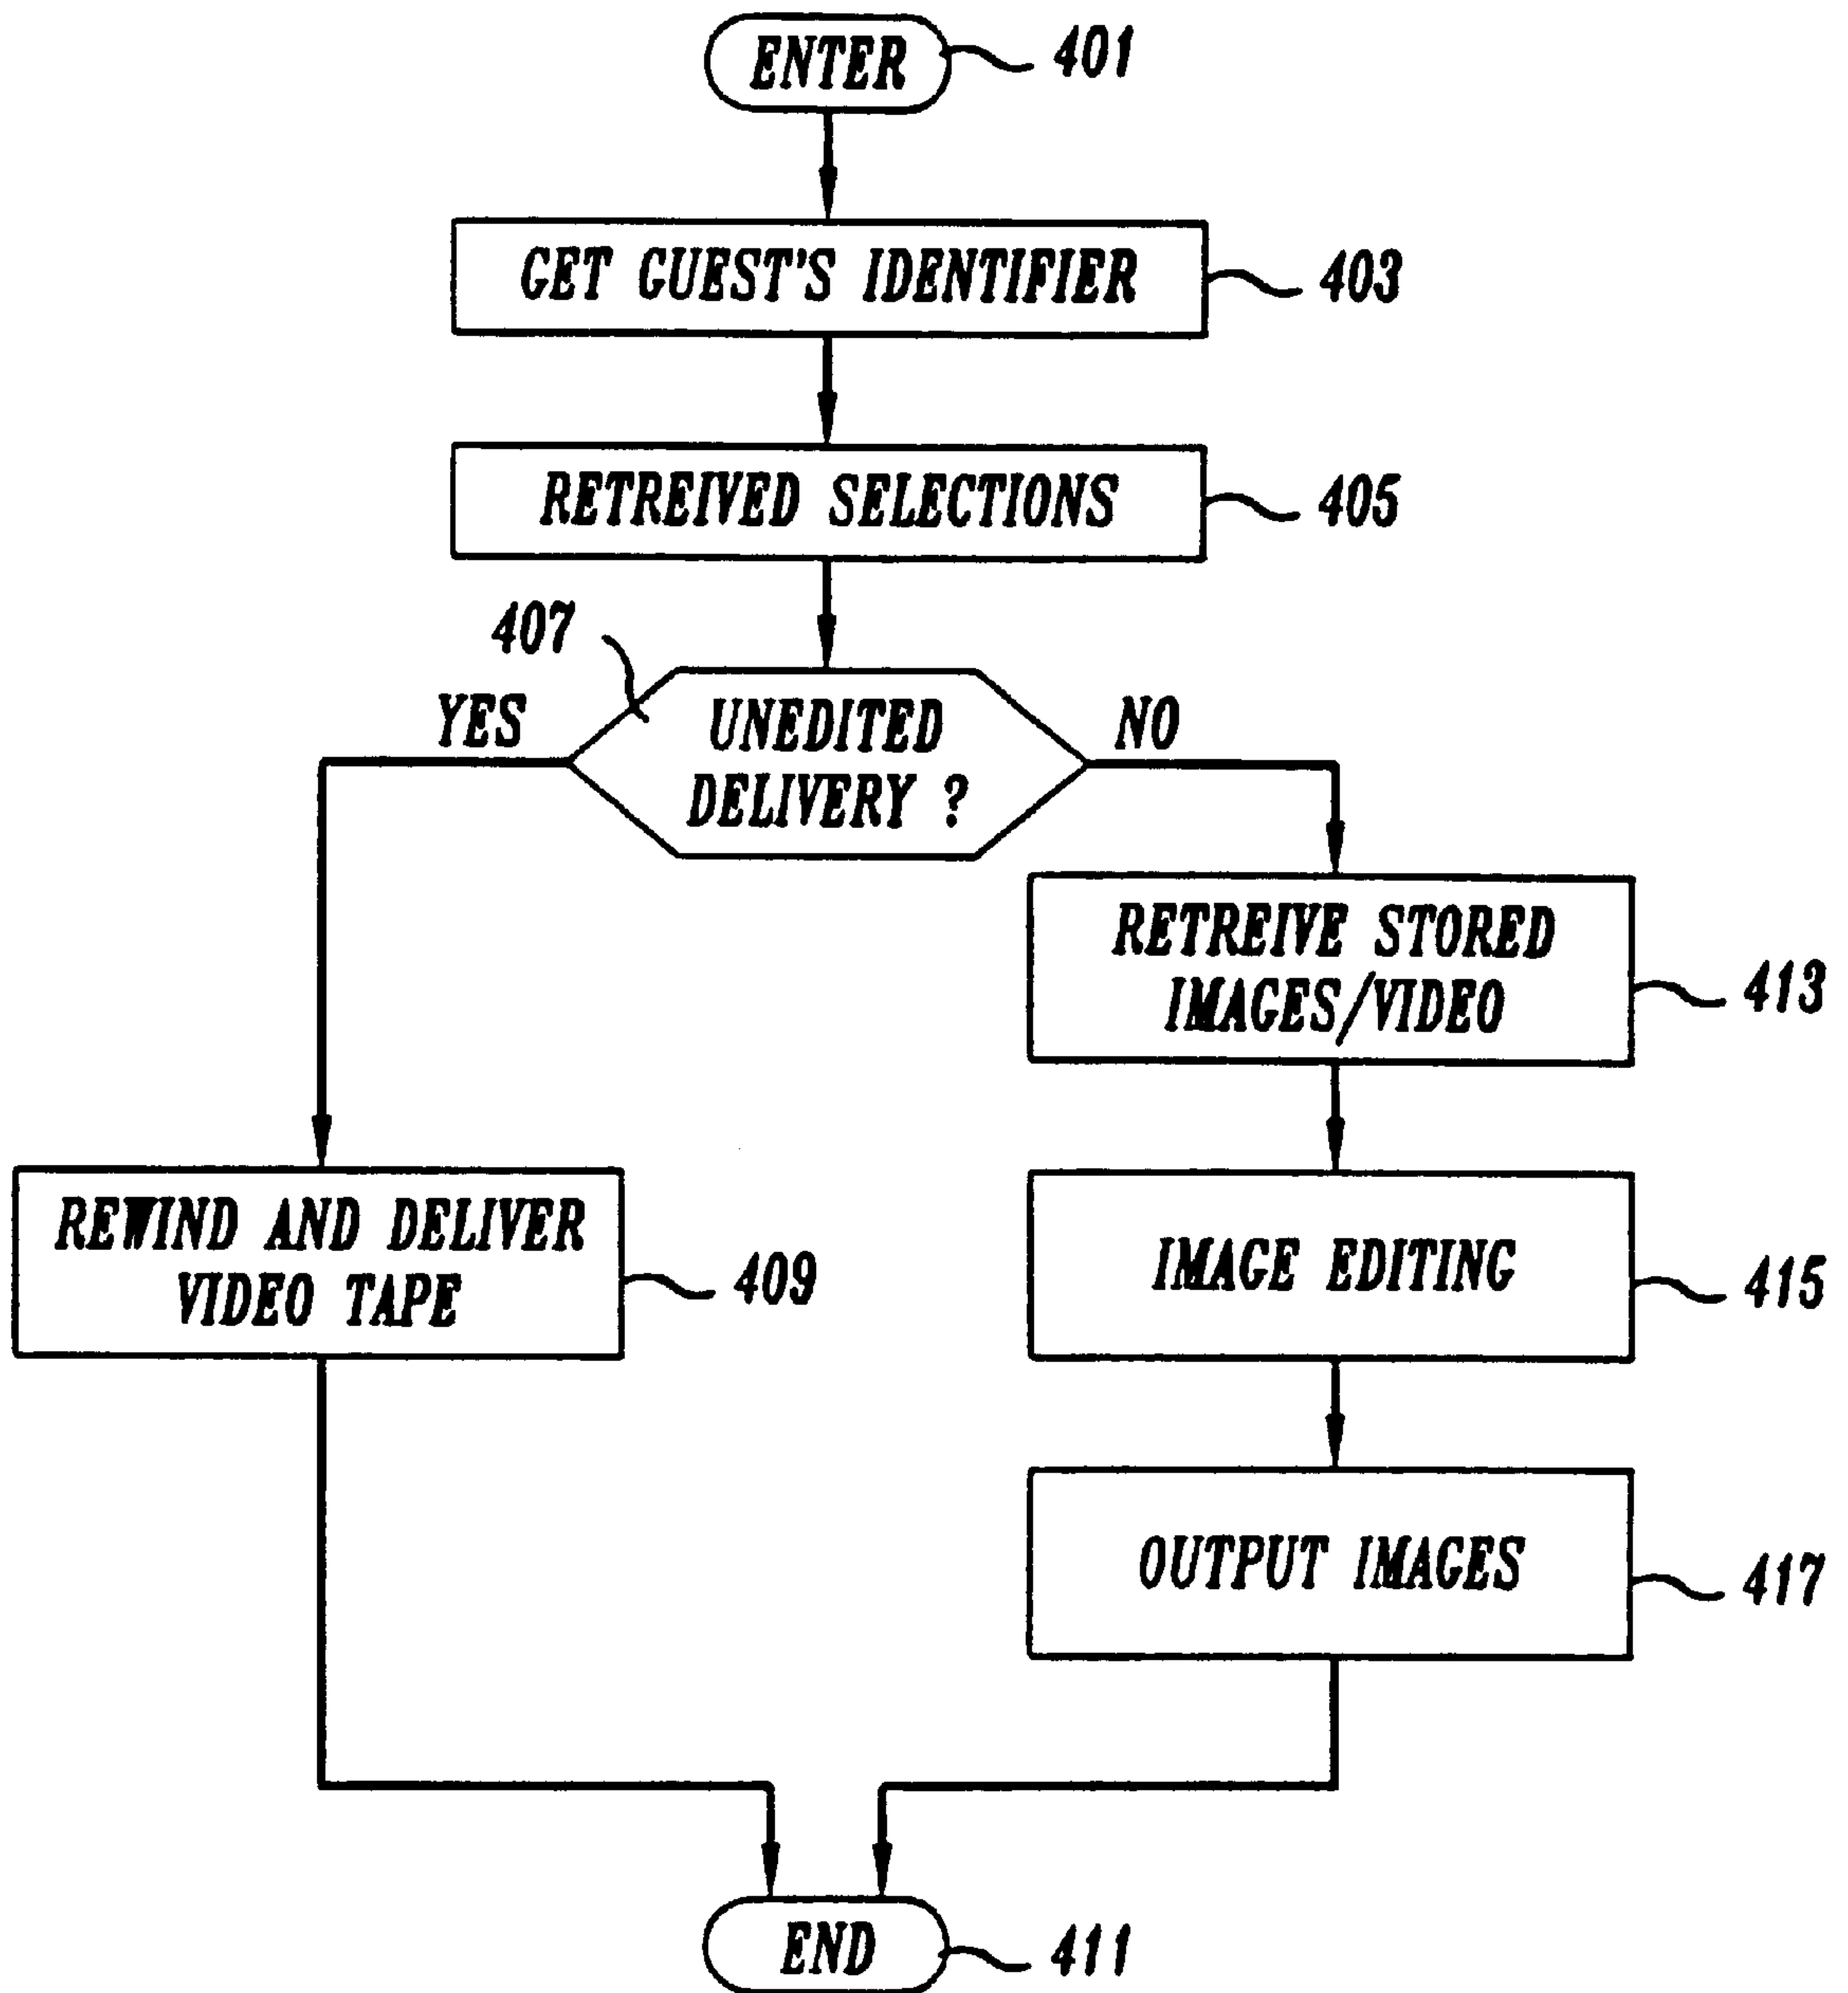 ENTER
401
GET GUEST'S IDENTIFIER
403
RETREIVED SELECTIONS
405
407
YES
UNEDITED
DELIVERY ?
NO
RETREIVE STORED
IMAGES/VIDEO
413
REWIND AND DELIVER
VIDEO TAPE
409
IMAGE EDITING
415
OUTPUT IMAGES
417
END
411